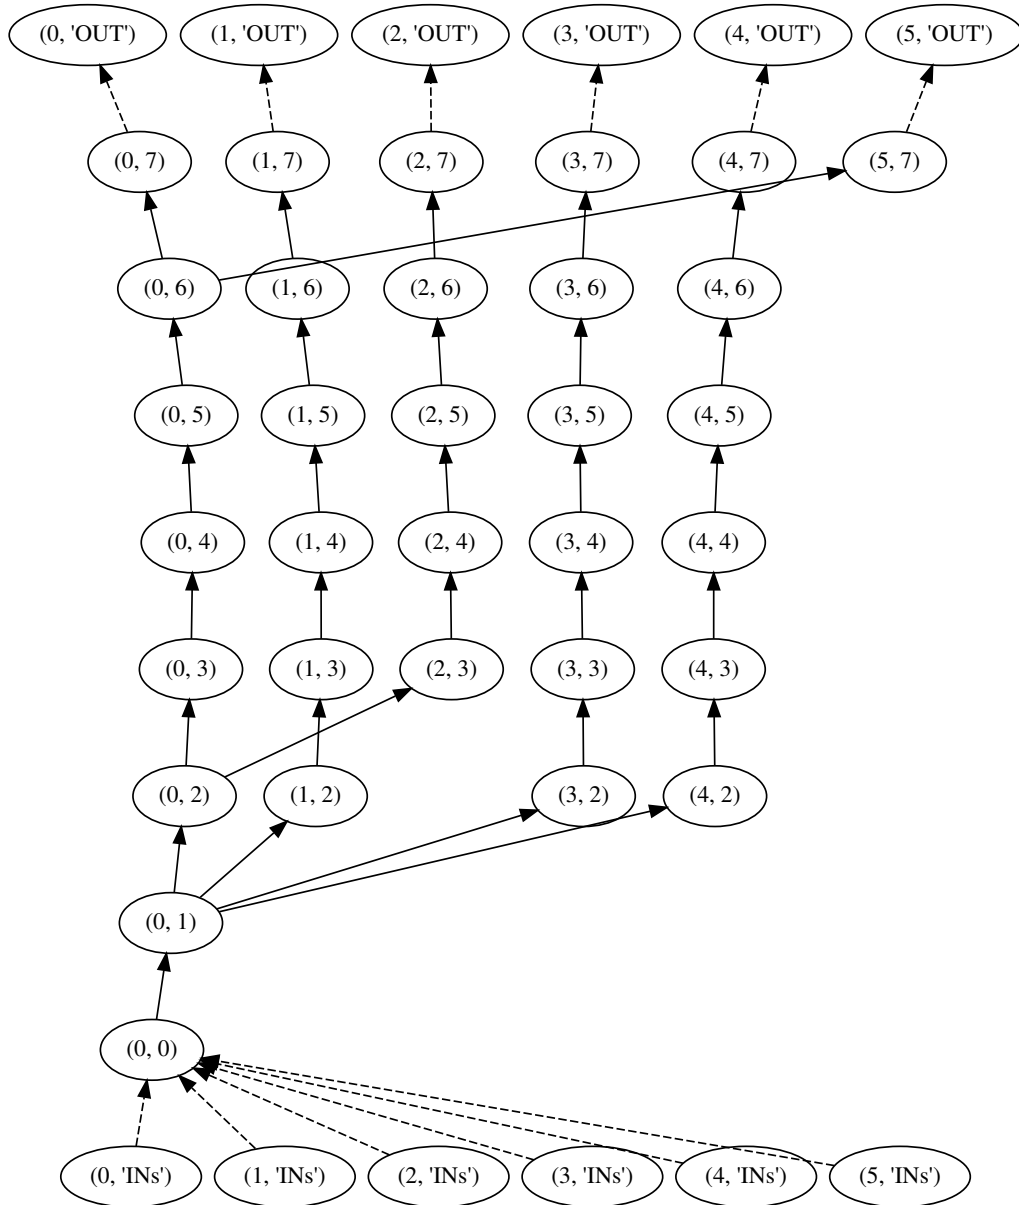 (0, 'OUT') (1, 'OUT') (2, 'OUT') (3, 'OUT') (4, 'OUT') (5, 'OUT')
(0, 7) (1, 7) (2, 7) (3, 7) (4, 7) (5, 7)
(0, 6) (1, 6) (2, 6) (3, 6) (4, 6)
(0, 5) (1, 5) (2, 5) (3, 5) (4, 5)
(0, 4) (1, 4) (2, 4) (3, 4) (4, 4)
(0, 3) (1, 3) (2, 3) (3, 3) (4, 3)
(0, 2) (1, 2) (3, 2) (4, 2)
(0, 1)
(0, 0)
(0, 'INs') (1, 'INs') (2, 'INs') (3, 'INs') (4, 'INs') (5, 'INs')